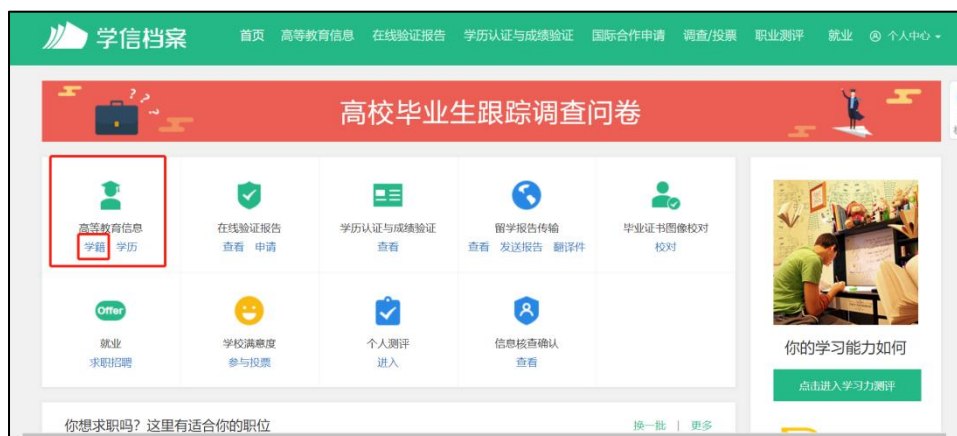 学信档案 首页 高等教育信息 在线验证报告 学历认证与成绩验证 国际合作申请 调查/投票 职业测评 就业 个人中心
高校毕业生跟踪调查问卷
高等教育信息 在线验证报告 学历认证与成绩验证 留学报告传输 毕业证书图像校对
学籍 学历 查看 申请 查看 查看 发送报告 翻译件 校对
Offer
就业 学校满意度 个人测评 信息核查确认
求职招聘 参与投票 进入 查看
你的学习能力如何
点击进入学习力测评
你想求职吗？这里有适合你的职位 换一批 | 更多